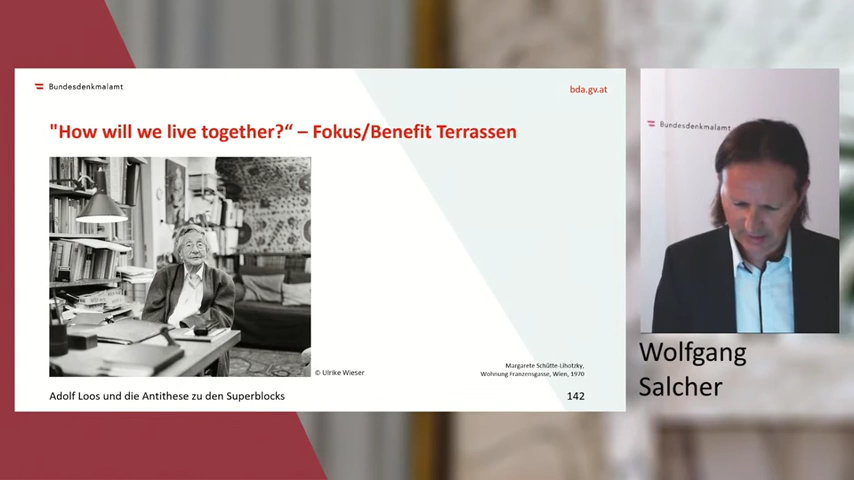 Bundesdenkmalamt
bda.gv.at
"How will we live together?“ – Fokus/Benefit Terrassen
© Ulrike Wieser
Margarete Schütte-Lihotzky,
Wohnung Franzensgasse, Wien, 1970
Adolf Loos und die Antithese zu den Superblocks
142
Bundesdenkmalamt
Wolfgang
Salcher